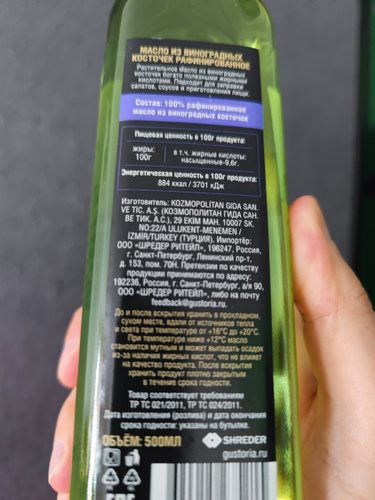 МАСЛО ИЗ ВИНОГРАДНЫХ
КОСТОЧЕК РАФИНИРОВАННОЕ
Растительное масло из виноградных
косточек богато полезными жирными
кислотами. Подходит для заправки
салатов, соусов и приготовления пищи.
Состав: 100% рафинированное
масло из виноградных косточек
Пищевая ценность в 100г продукта:
жиры:
100г
в т.ч. жирные кислоты:
насыщенные-9,6г.
Энергетическая ценность в 100г продукта:
884 ккал / 3701 кДж
Изготовитель: KOZMOPOLITAN GIDA SAN.
VE TİC. A.Ş. (КОЗМОПОЛИТАН ГИДА САН.
ВЕ ТИК. А.С.), 29 EKIM MAH. 10007 SK.
NO:22/A ULUKENT-MENEMEN /
İZMİR/TURKEY (ТУРЦИЯ). Импортёр:
ООО «ШРЕДЕР РИТЕЙЛ», 196247, Россия,
г. Санкт-Петербург, Ленинский пр-т,
д. 153, пом. 70Н. Претензии по качеству
продукции принимаются по адресу:
192236, Россия, г. Санкт-Петербург, а/я 90,
ООО «ШРЕДЕР РИТЕЙЛ», либо на почту
feedback@gustoria.ru
До и после вскрытия хранить в прохладном,
сухом месте, вдали от источников тепла
и света при температуре от +16°C до +20°C.
При температуре ниже +12°C масло
становится мутным и может выпадать осадок
из-за наличия жирных кислот, что не влияет
на качество продукта. После вскрытия
хранить продукт плотно закрытым
в течение срока годности.
Товар соответствует требованиям
ТР ТС 021/2011, ТР ТС 024/2011.
Дата изготовления (розлива) и дата окончания
срока годности: указаны на бутылке.
ОБЪЁМ: 500МЛ
SHREDER
gustoria.ru
EAC